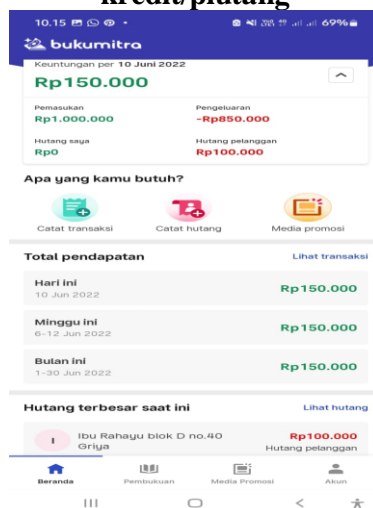 kredit/piutang
10.15
69%
bukumitra
Keuntungan per 10 Juni 2022
Rp150.000
Pemasukan
Pengeluaran
Rp1.000.000
-Rp850.000
Hutang saya
Hutang pelanggan
Rp0
Rp100.000
Apa yang kamu butuh?
Catat transaksi
Catat hutang
Media promosi
Total pendapatan
Lihat transaksi
Hari ini
10 Jun 2022
Rp150.000
Minggu ini
6-12 Jun 2022
Rp150.000
Bulan ini
1-30 Jun 2022
Rp150.000
Hutang terbesar saat ini
Lihat hutang
I
Ibu Rahayu blok D no.40
Griya
Rp100.000
Hutang pelanggan
Beranda
Pembukuan
Media Promosi
Akun